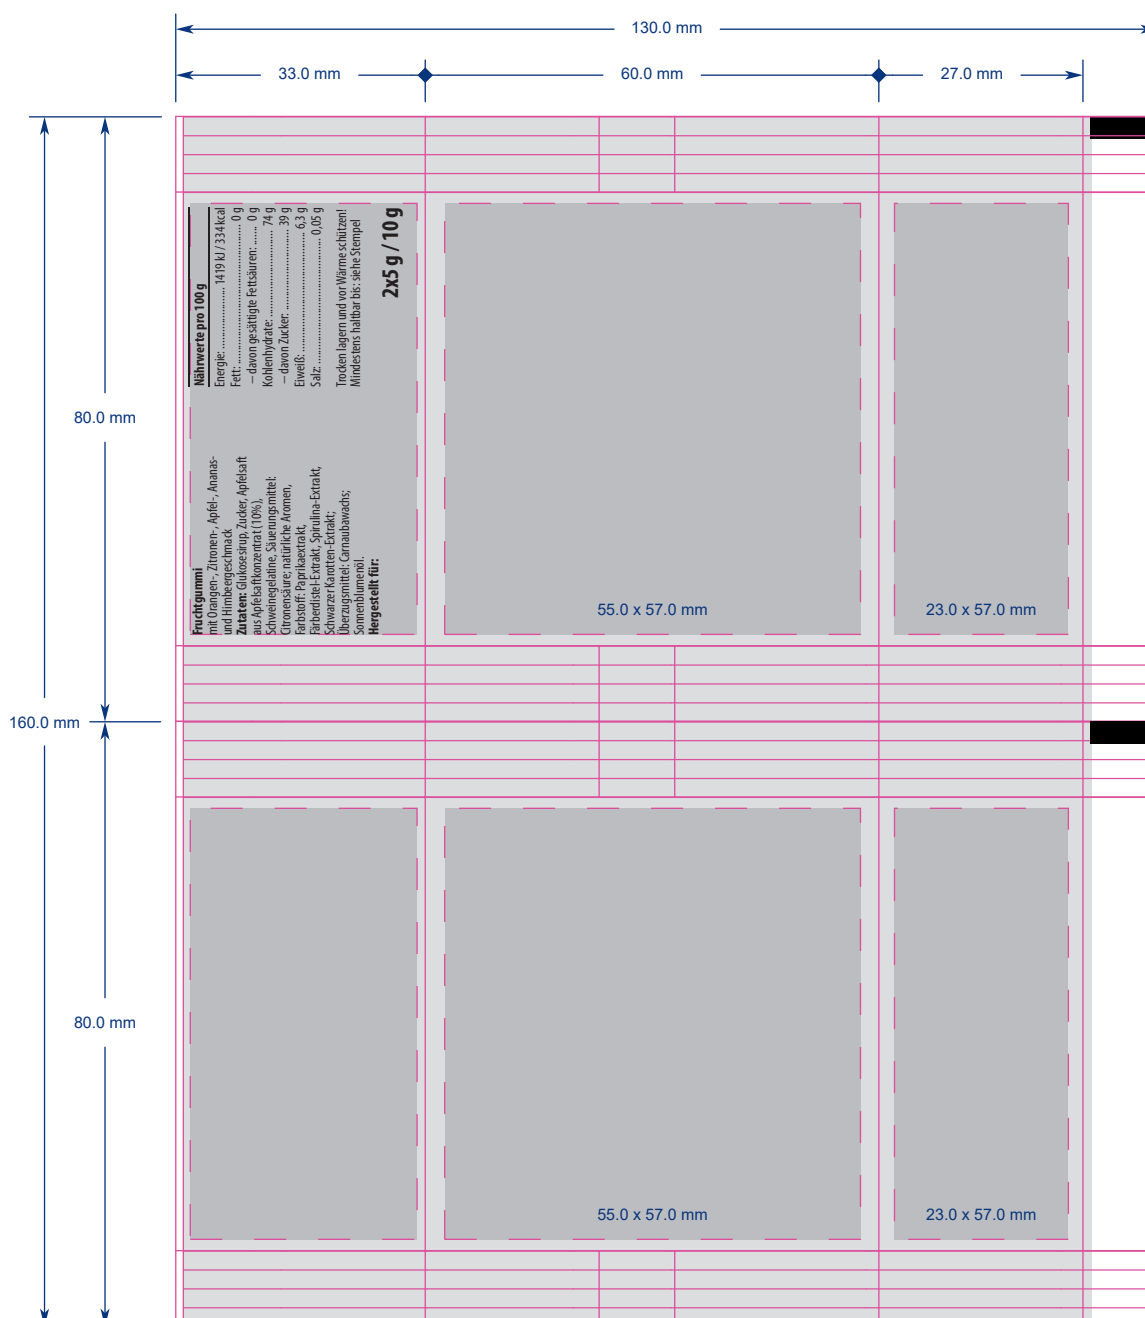 130.0 mm
33.0 mm
60.0 mm
27.0 mm
80.0 mm
160.0 mm
80.0 mm
Fruchtgummi
mit Orangen-, Zitronen-, Apfel-, Ananas-
und Himbeergeschmack
Zutaten: Glukosesirup, Zucker, Apfelsaft
aus Apfelsaftkonzentrat (10%),
Schweinegelatine, Säuerungsmittel:
Citronensäure; natürliche Aromen,
Farbstoff: Paprikaextrakt,
Färberdistel-Extrakt, Spirulina-Extrakt,
Schwarzer Karotten-Extrakt;
Überzugsmittel: Carnaubawachs;
Sonnenblumenöl.
Hergestellt für:
Nährwerte pro 100 g
Energie: ..................... 1419 kJ / 334 kcal
Fett: ................................................ 0 g
– davon gesättigte Fettsäuren: ....... 0 g
Kohlenhydrate: .............................. 74 g
– davon Zucker: ............................. 39 g
Eiweiß: .......................................... 6,3 g
Salz: ............................................ 0,05 g
Trocken lagern und vor Wärme schützen!
Mindestens haltbar bis: siehe Stempel
2x5 g / 10 g
55.0 x 57.0 mm
23.0 x 57.0 mm
55.0 x 57.0 mm
23.0 x 57.0 mm